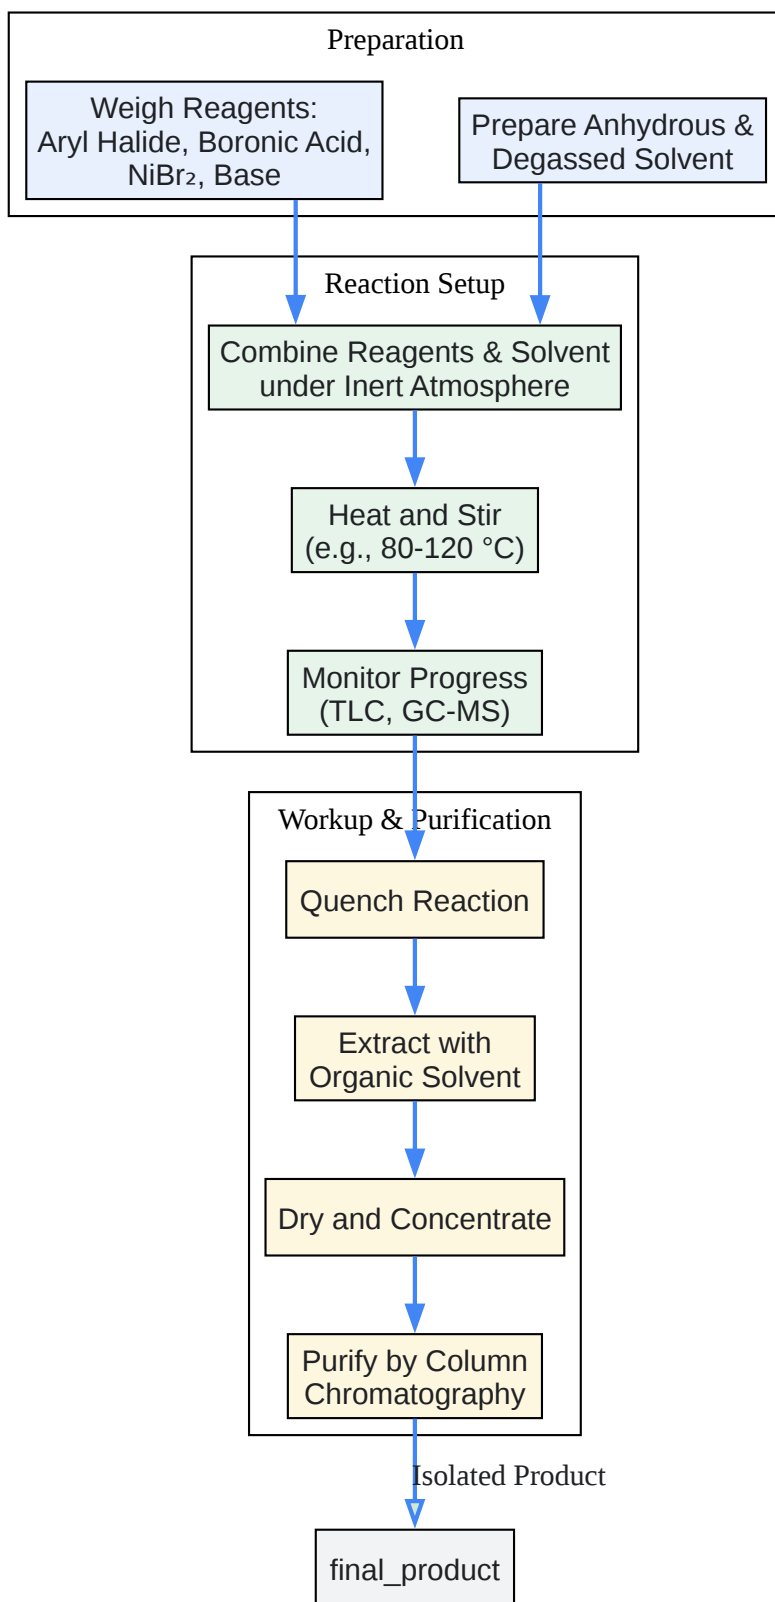 Preparation
Weigh Reagents:
Aryl Halide, Boronic Acid,
NiBr₂, Base
Prepare Anhydrous &
Degassed Solvent
Reaction Setup
Combine Reagents & Solvent
under Inert Atmosphere
Heat and Stir
(e.g., 80-120 °C)
Monitor Progress
(TLC, GC-MS)
Workup & Purification
Quench Reaction
Extract with
Organic Solvent
Dry and Concentrate
Purify by Column
Chromatography
Isolated Product
final_product